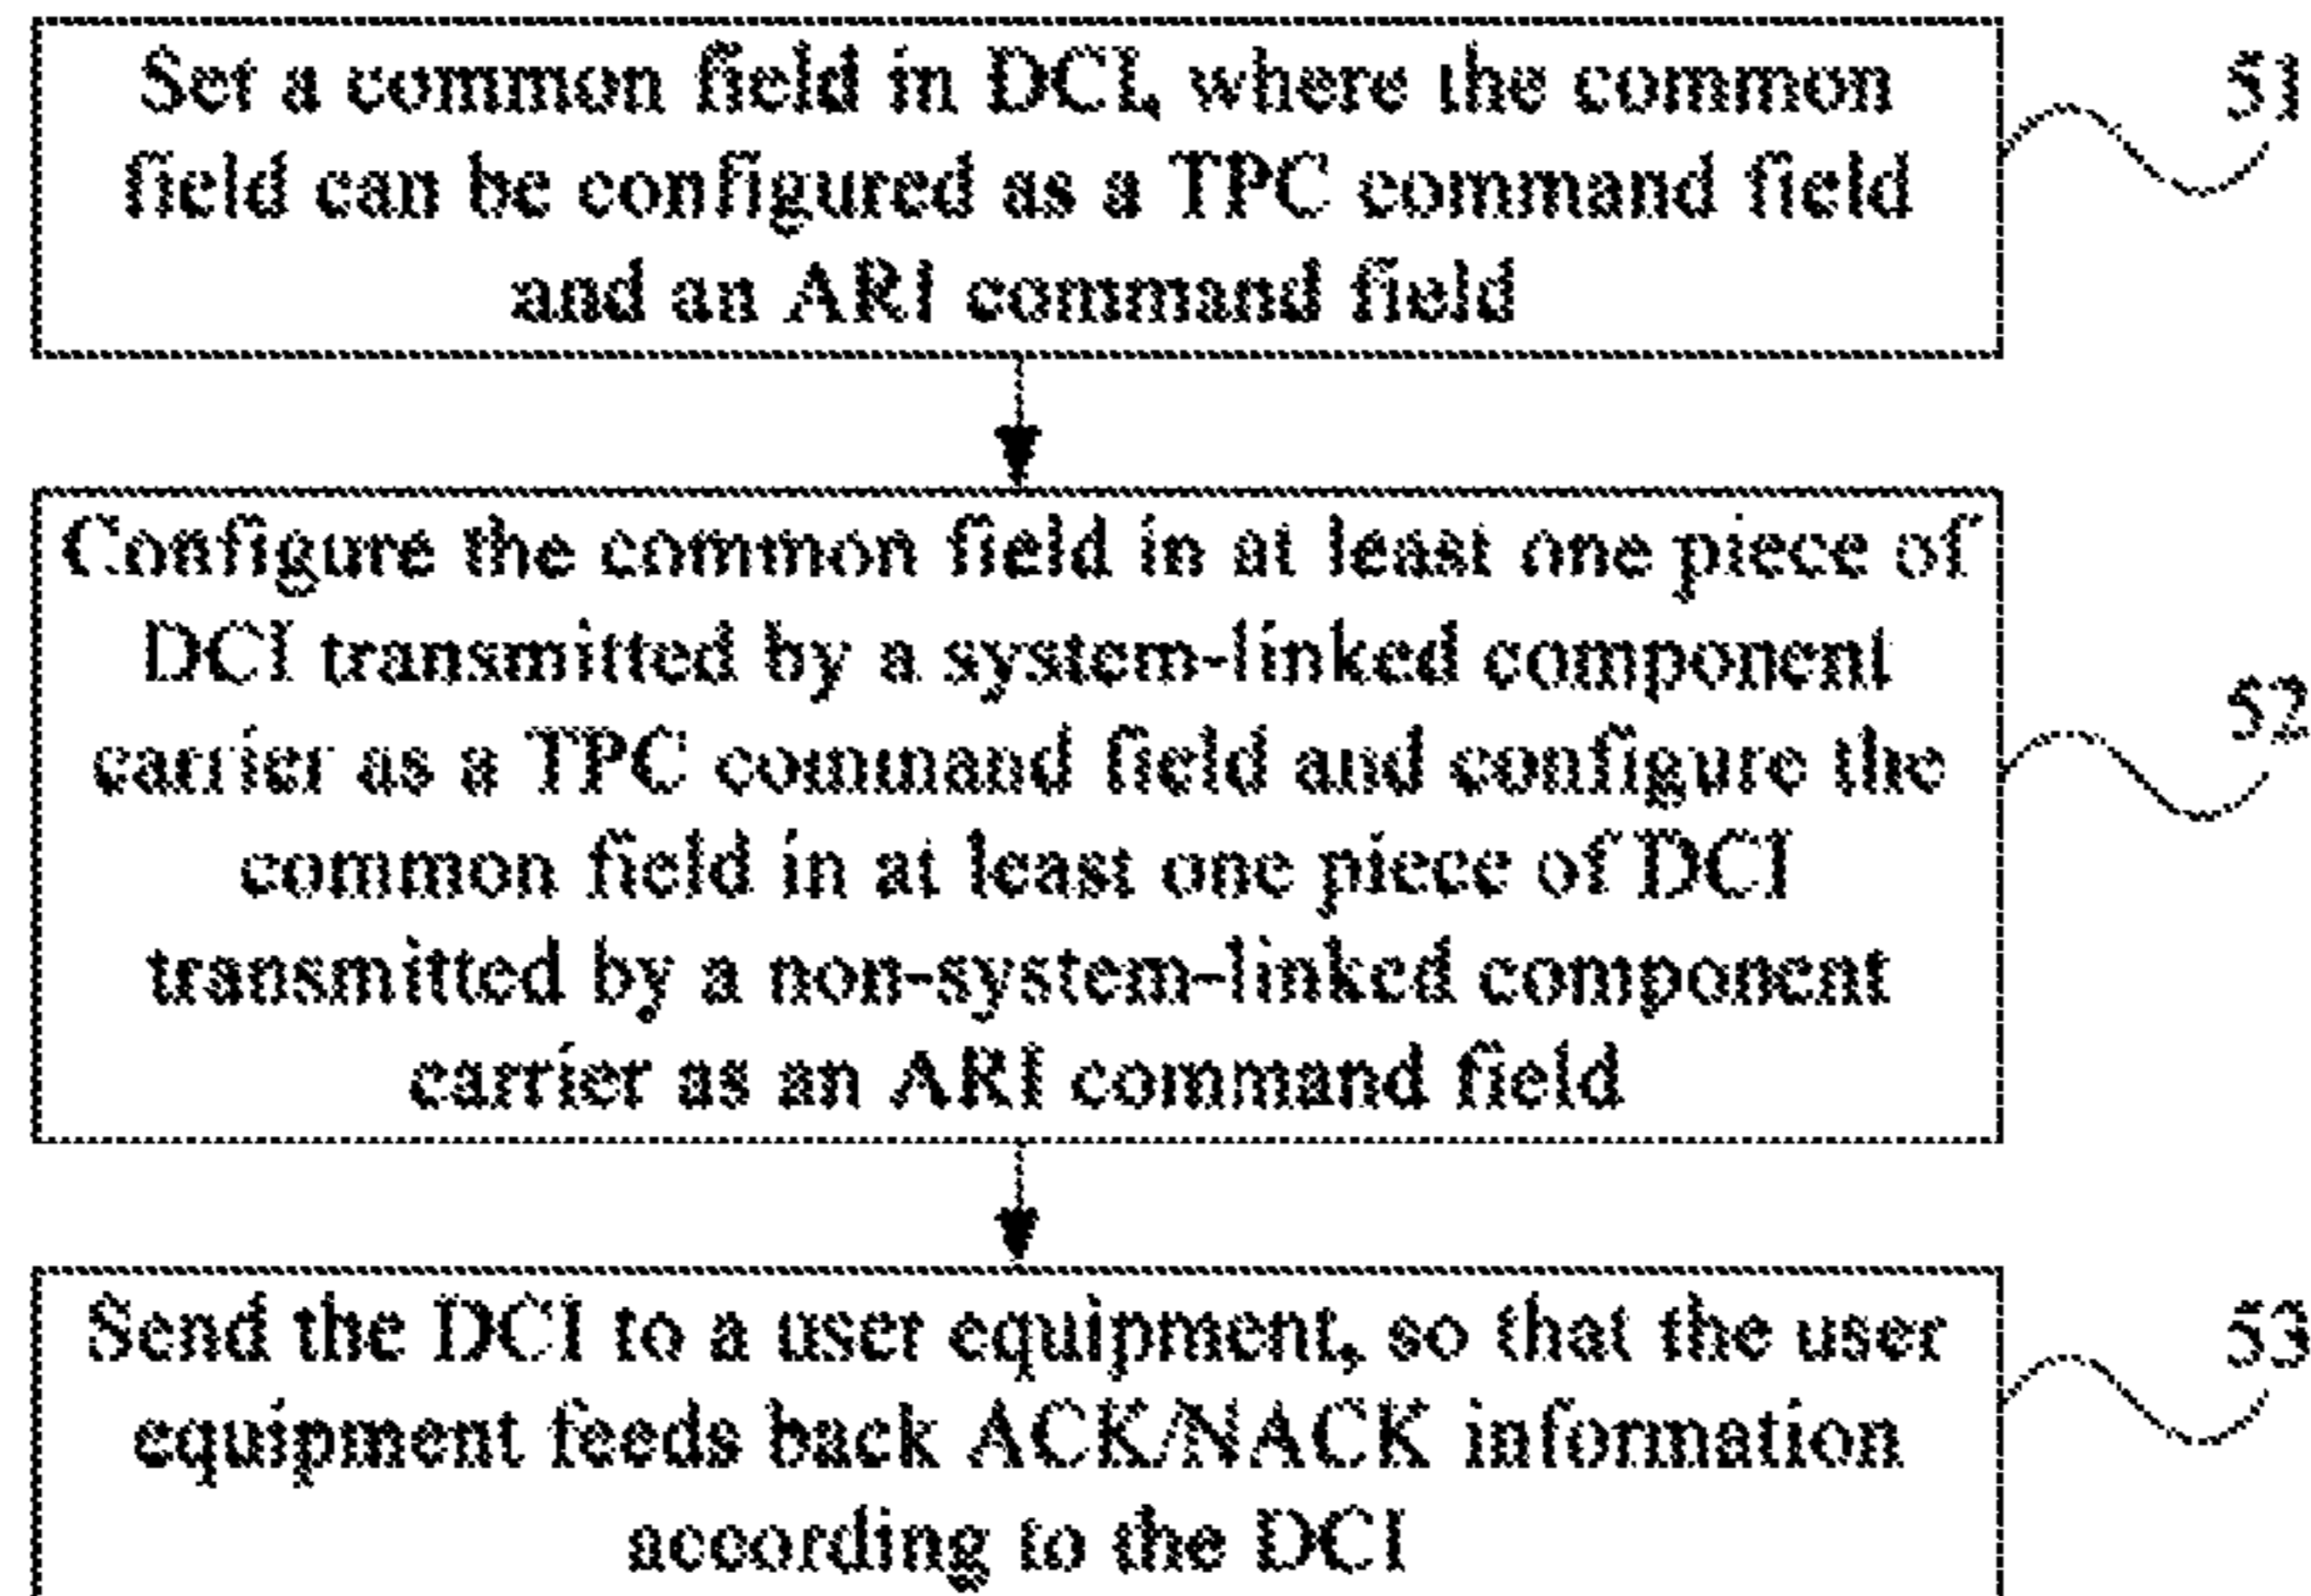 Set a common field in DCI, where the common
field can be configured as a TPC command field
and an ARI command field
51
Configure the common field in at least one piece of
DCI transmitted by a system-linked component
carrier as a TPC command field and configure the
common field in at least one piece of DCI
transmitted by a non-system-linked component
carrier as an ARI command field
52
Send the DCI to a user equipment, so that the user
equipment feeds back ACK/NACK information
according to the DCI
53